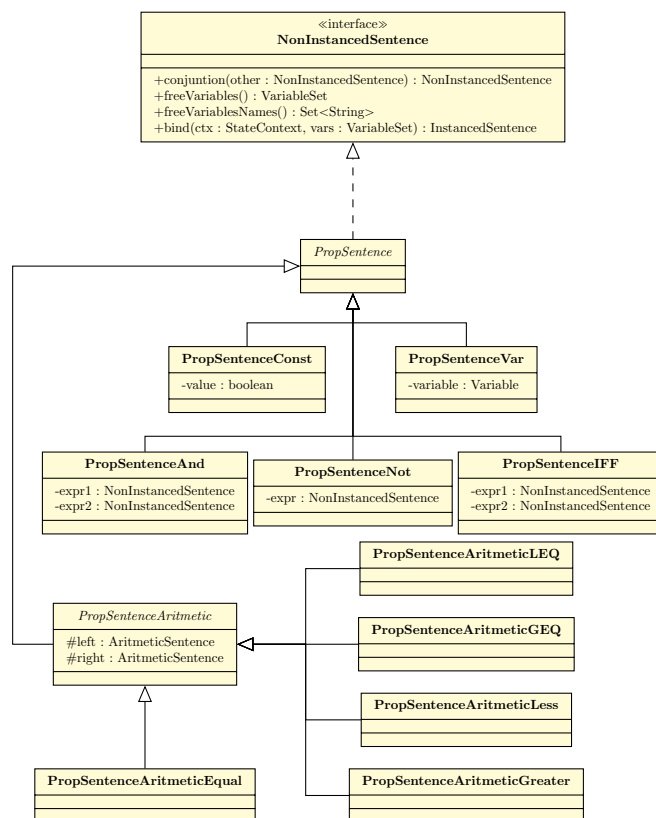 «interface»
NonInstancedSentence
+conjuntion(other : NonInstancedSentence) : NonInstancedSentence
+freeVariables() : VariableSet
+freeVariablesNames() : Set<String>
+bind(ctx : StateContext, vars : VariableSet) : InstancedSentence
PropSentence
PropSentenceConst
-value : boolean
PropSentenceVar
-variable : Variable
PropSentenceAnd
-expr1 : NonInstancedSentence
-expr2 : NonInstancedSentence
PropSentenceNot
-expr : NonInstancedSentence
PropSentenceIFF
-expr1 : NonInstancedSentence
-expr2 : NonInstancedSentence
PropSentenceAritmeticLEQ
PropSentenceAritmetic
#left : AritmeticSentence
#right : AritmeticSentence
PropSentenceAritmeticGEQ
PropSentenceAritmeticLess
PropSentenceAritmeticEqual
PropSentenceAritmeticGreater